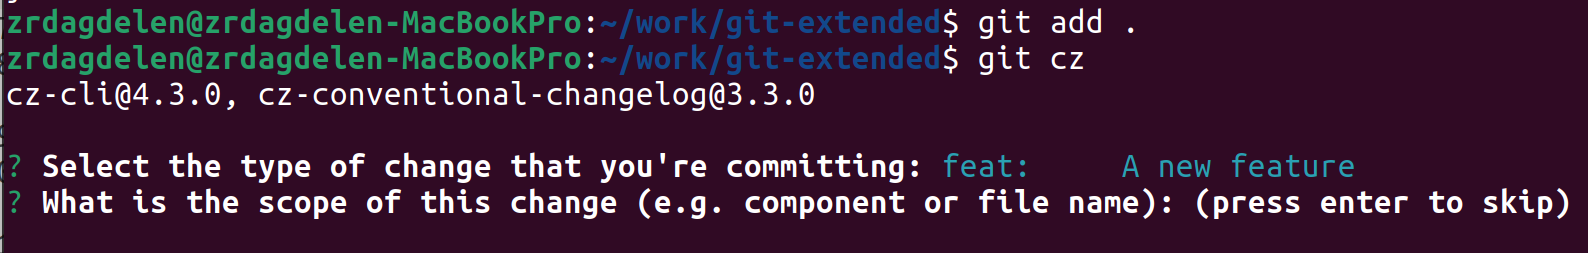 zrdagdelen@zrdagdelen-MacBookPro:~/work/git-extended$ git add .
zrdagdelen@zrdagdelen-MacBookPro:~/work/git-extended$ git cz
cz-cli@4.3.0, cz-conventional-changelog@3.3.0
? Select the type of change that you're committing: feat:     A new feature
? What is the scope of this change (e.g. component or file name): (press enter to skip)